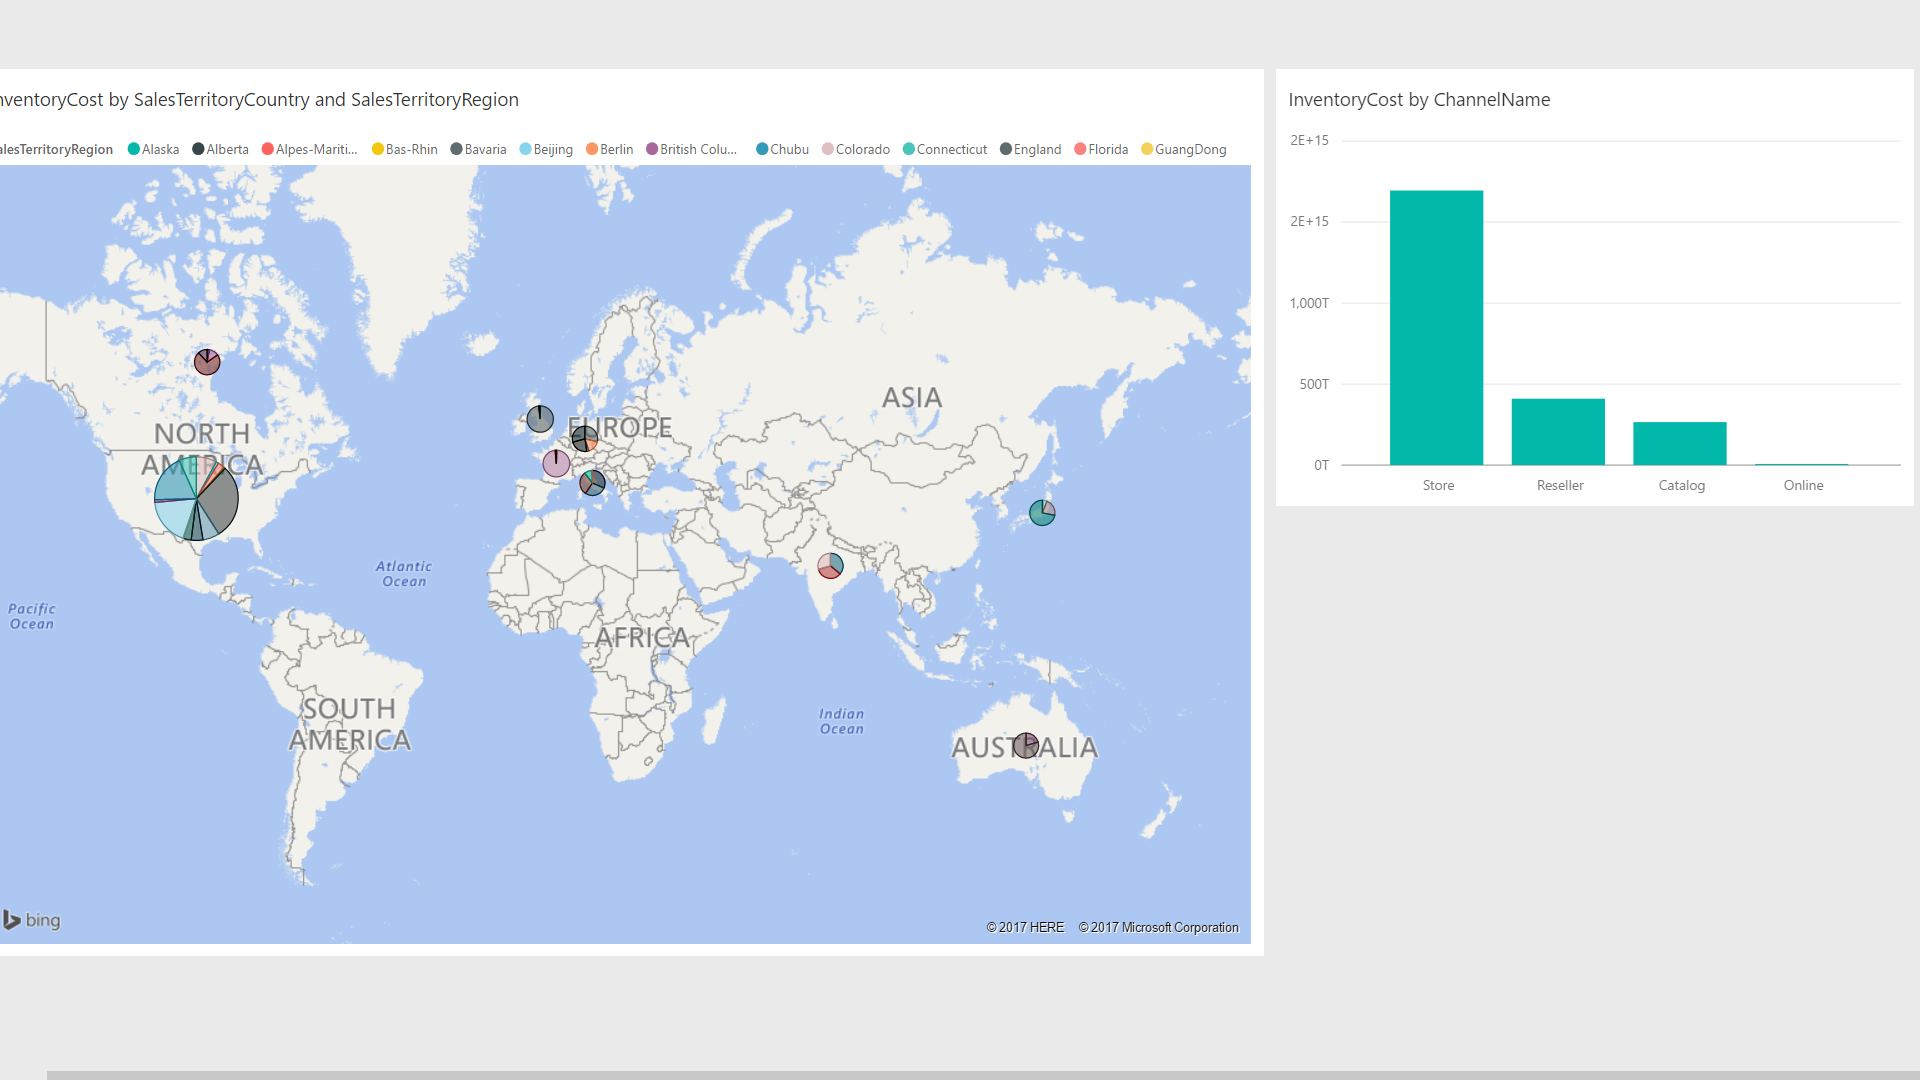 nventoryCost by SalesTerritoryCountry and SalesTerritoryRegion
alesTerritoryRegion Alaska Alberta Alpes-Mariti... Bas-Rhin Bavaria Beijing Berlin British Colu... Chubu Colorado Connecticut England Florida GuangDong
ASIA
EUROPE
NORTH
AMERICA
Atlantic
Ocean
Pacific
Ocean
AFRICA
SOUTH
AMERICA
Indian
Ocean
AUSTRALIA
bing
© 2017 HERE © 2017 Microsoft Corporation
InventoryCost by ChannelName
2E+15
2E+15
1,000T
500T
0T
Store Reseller Catalog Online